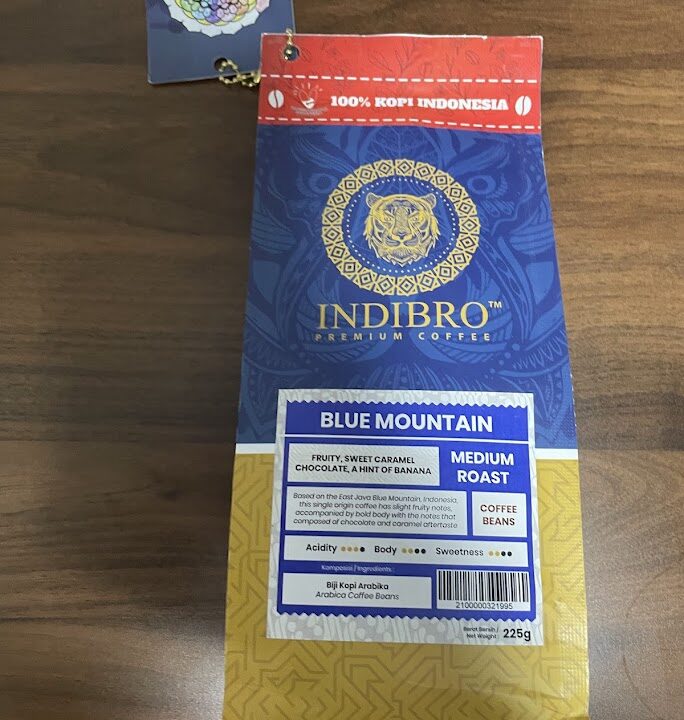 100% KOPI INDONESIA
INDIBRO™
PREMIUM COFFEE
BLUE MOUNTAIN
FRUITY, SWEET CARAMEL
CHOCOLATE, A HINT OF BANANA
MEDIUM
ROAST
Based on the East Java Blue Mountain, Indonesia,
this single origin coffee has slight fruity notes,
accompanied by bold body with the notes that
composed of chocolate and caramel aftertaste
COFFEE
BEANS
Acidity Body Sweetness
Komposisi / Ingredients :
Biji Kopi Arabika
Arabica Coffee Beans
2100000321995
Berat Bersih /
Net Weight : 225g